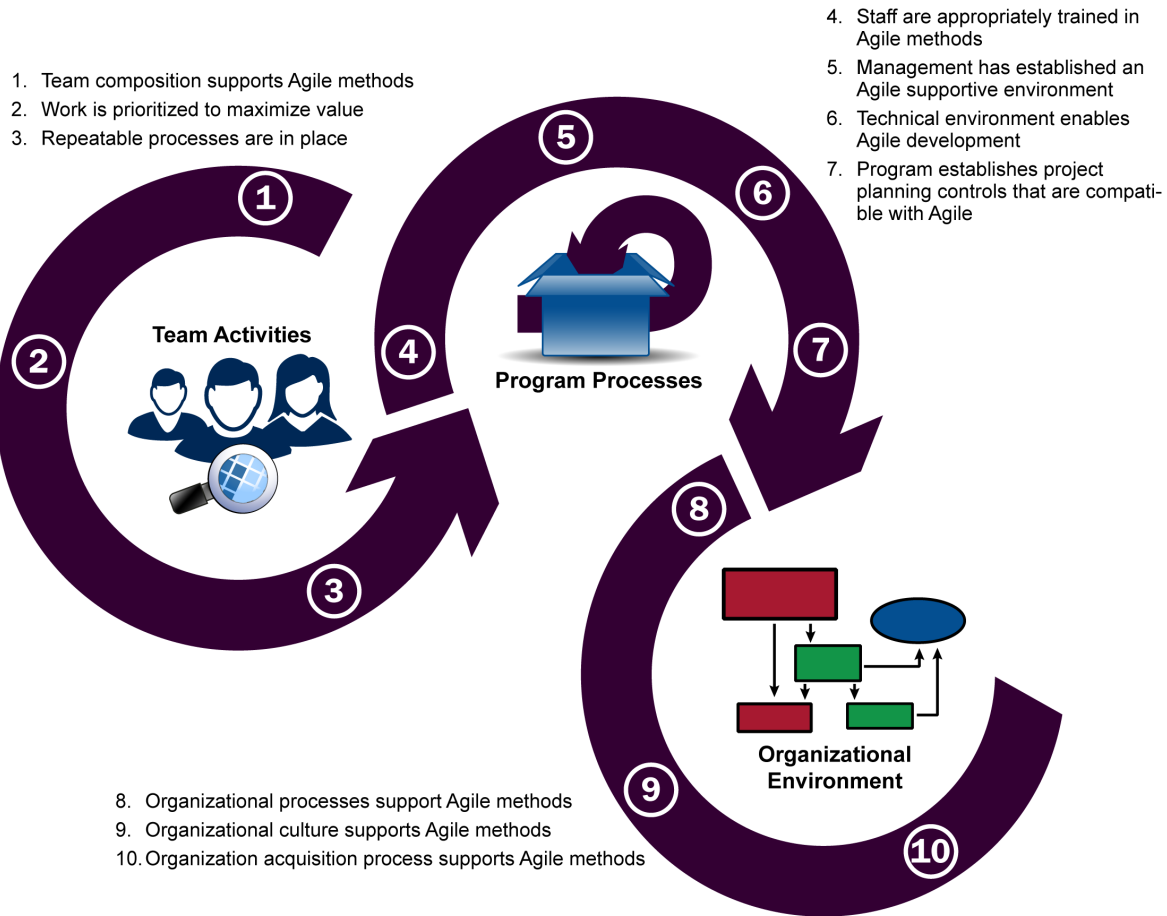 1. Team composition supports Agile methods
2. Work is prioritized to maximize value
3. Repeatable processes are in place
4. Staff are appropriately trained in
Agile methods
5. Management has established an
Agile supportive environment
6. Technical environment enables
Agile development
7. Program establishes project
planning controls that are compati-
ble with Agile
1
2
3
Team Activities
4
5
6
7
Program Processes
8
9
10
Organizational
Environment
8. Organizational processes support Agile methods
9. Organizational culture supports Agile methods
10. Organization acquisition process supports Agile methods